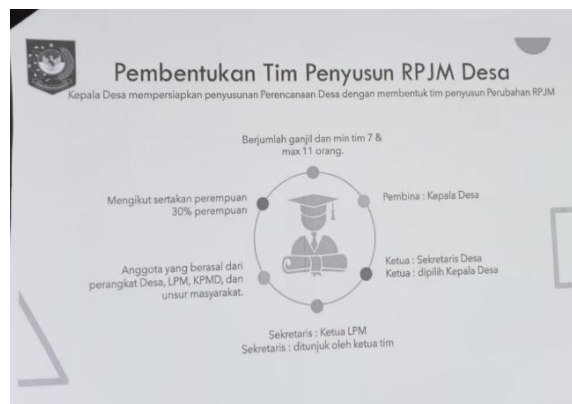 Pembentukan Tim Penyusun RPJM Desa
Kepala Desa mempersiapkan penyusunan Perencanaan Desa dengan membentuk tim penyusun Perubahan RPJM
Berjumlah ganjil dan min tim 7 &
max 11 orang.
Pembina : Kepala Desa
Ketua : Sekretaris Desa
Ketua : dipilih Kepala Desa
Sekretaris : Ketua LPM
Sekretaris : ditunjuk oleh ketua tim
Anggota yang berasal dari
perangkat Desa, LPM, KPMD, dan
unsur masyarakat.
Mengikut sertakan perempuan
30% perempuan